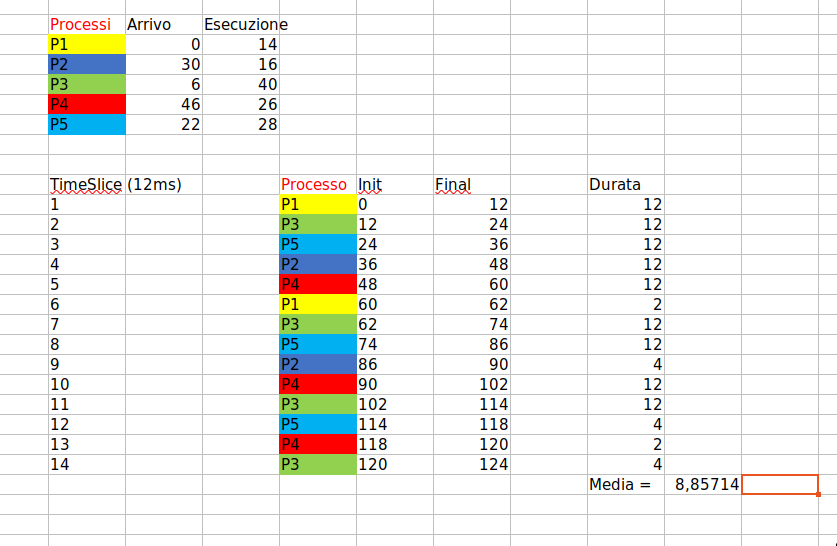 Processi Arrivo Esecuzione
P1 0 14
P2 30 16
P3 6 40
P4 46 26
P5 22 28
TimeSlice (12ms) Processo Init Final Durata
1 P1 0 12 12
2 P3 12 24 12
3 P5 24 36 12
4 P2 36 48 12
5 P4 48 60 12
6 P1 60 62 2
7 P3 62 74 12
8 P5 74 86 12
9 P2 86 90 4
10 P4 90 102 12
11 P3 102 114 12
12 P5 114 118 4
13 P4 118 120 2
14 P3 120 124 4
Media = 8,85714